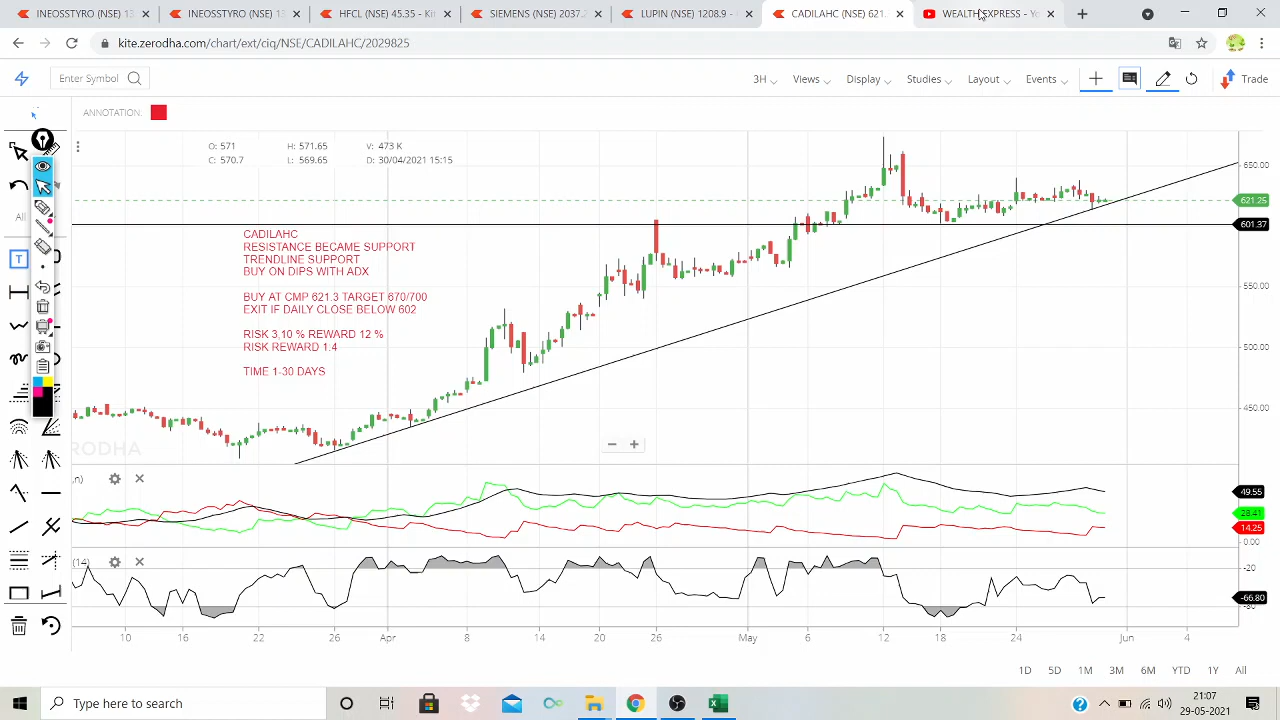 INEOSSTYRO (NSE) 13
INEOSSTYRO (NSE) 13
HFCL (NSE) 45.35 - Kit
SIEMENS (NSE) 2037.
LUPIN (NSE) 1208.5 -
CADILAHC (NSE) 621.
WEALTH EXPRESS - Yo
kite.zerodha.com/chart/ext/ciq/NSE/CADILAHC/2029825
Enter Symbol
3H
Views
Display
Studies
Layout
Events
Trade
ANNOTATION:
O: 571
H: 571.65
V: 473 K
C: 570.7
L: 569.65
D: 30/04/2021 15:15
650.00
621.25
601.37
550.00
500.00
450.00
All
T
CADILAHC
RESISTANCE BECAME SUPPORT
TRENDLINE SUPPORT
BUY ON DIPS WITH ADX
BUY AT CMP 621.3 TARGET 670/700
EXIT IF DAILY CLOSE BELOW 602
RISK 3,10 % REWARD 12 %
RISK REWARD 1:4
TIME 1-30 DAYS
RODHA
,n)
49.55
28.41
14.25
0.00
(14)
-20
-66.80
-80
10
16
22
26
Apr
8
14
20
26
May
6
12
18
24
Jun
4
1D
5D
1M
3M
6M
YTD
1Y
All
Type here to search
21:07
29-05-2021